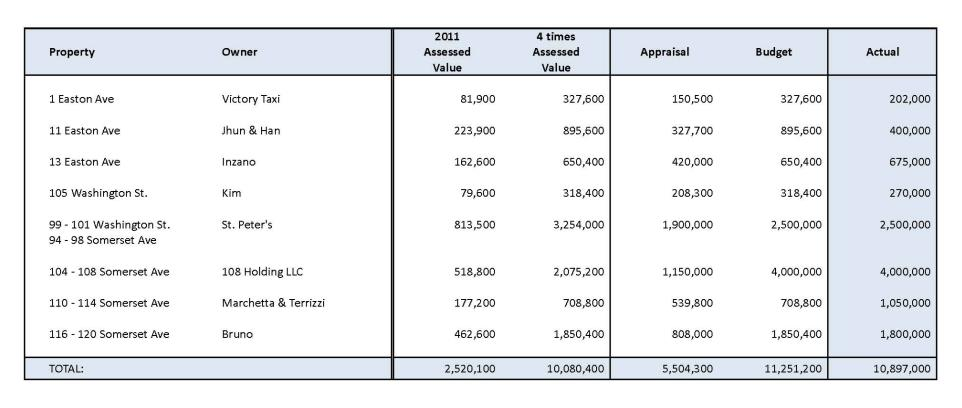 Property Owner 2011 Assessed Value 4 times Assessed Value Appraisal Budget Actual
1 Easton Ave Victory Taxi 81,900 327,600 150,500 327,600 202,000
11 Easton Ave Jhun & Han 223,900 895,600 327,700 895,600 400,000
13 Easton Ave Inzano 162,600 650,400 420,000 650,400 675,000
105 Washington St. Kim 79,600 318,400 208,300 318,400 270,000
99 - 101 Washington St. St. Peter's 813,500 3,254,000 1,900,000 2,500,000 2,500,000
94 - 98 Somerset Ave
104 - 108 Somerset Ave 108 Holding LLC 518,800 2,075,200 1,150,000 4,000,000 4,000,000
110 - 114 Somerset Ave Marchetta & Terrizzi 177,200 708,800 539,800 708,800 1,050,000
116 - 120 Somerset Ave Bruno 462,600 1,850,400 808,000 1,850,400 1,800,000
TOTAL: 2,520,100 10,080,400 5,504,300 11,251,200 10,897,000